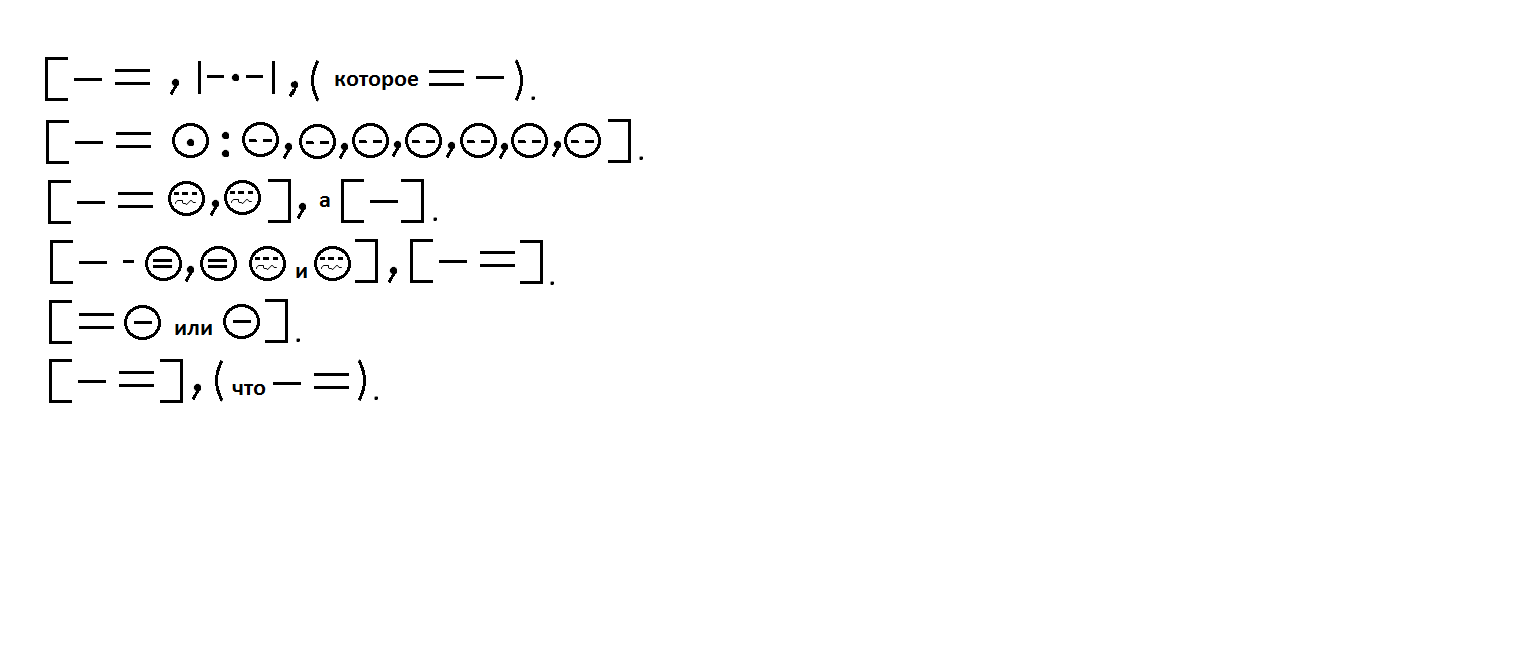 [ — = , |– · –| , ( которое = — ) .
[ — = ⊙ : (- -) , (- -) , (- -) , (- -) , (- -) , (- -) , (- -) ] .
[ — = (- - -) , (- - -) ] , а [ — ] .
[ — - (=) , (=) (- - -) и (- - -) ] , [ — = ] .
[ = (—) или (—) ] .
[ — = ] , ( что — = ) .